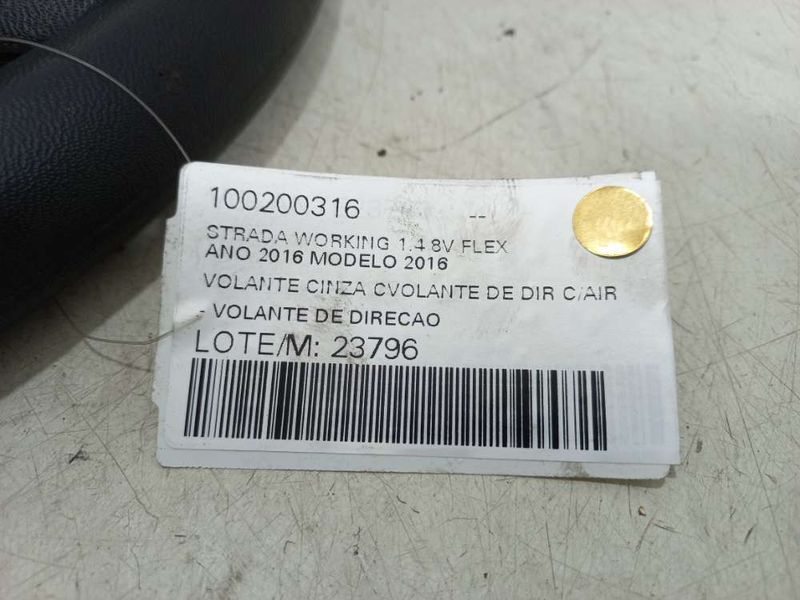 100200316 --
STRADA WORKING 1.4 8V FLEX
ANO 2016 MODELO 2016
VOLANTE CINZA CVOLANTE DE DIR C/AIR
- VOLANTE DE DIRECAO
LOTE/M: 23796